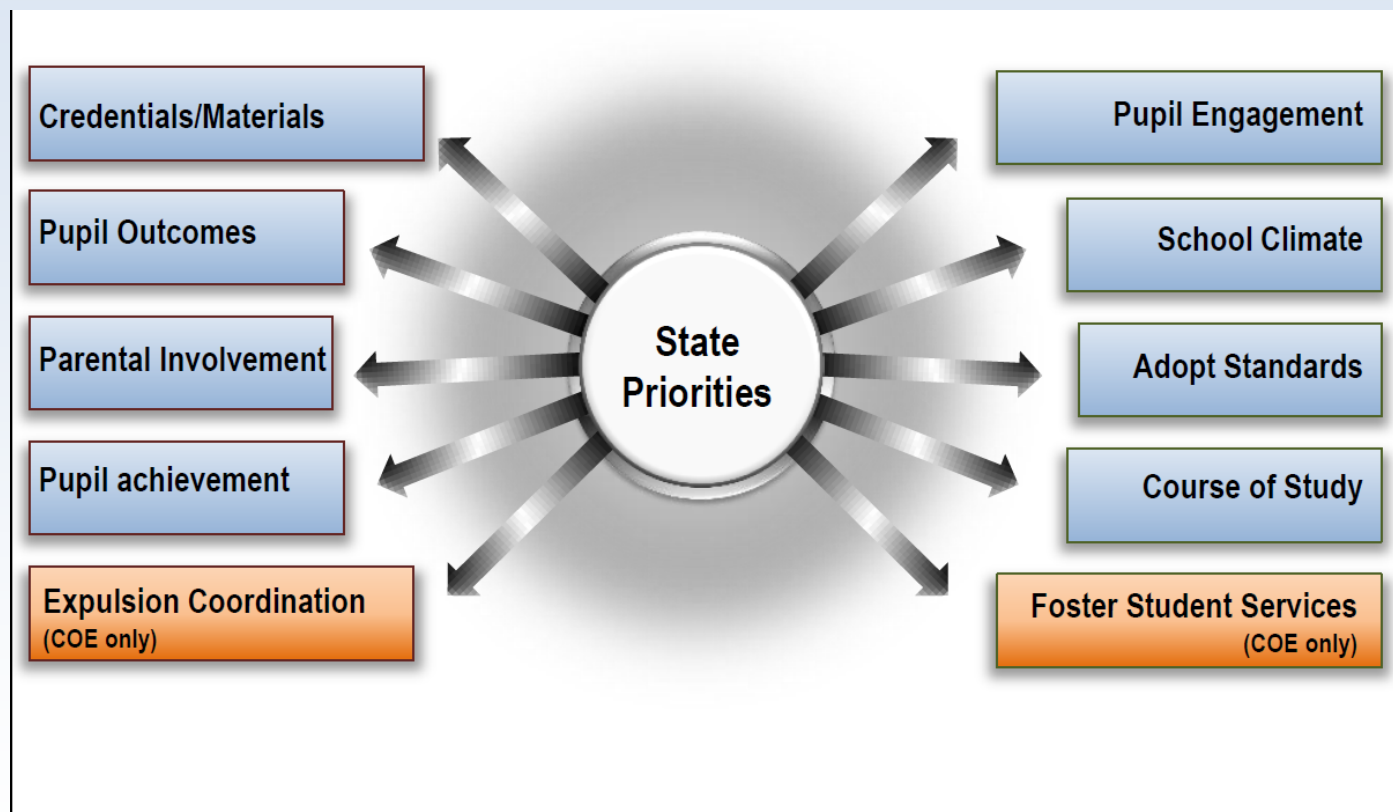 Credentials/Materials
Pupil Outcomes
Parental Involvement
Pupil achievement
Expulsion Coordination
(COE only)
State
Priorities
Pupil Engagement
School Climate
Adopt Standards
Course of Study
Foster Student Services
(COE only)